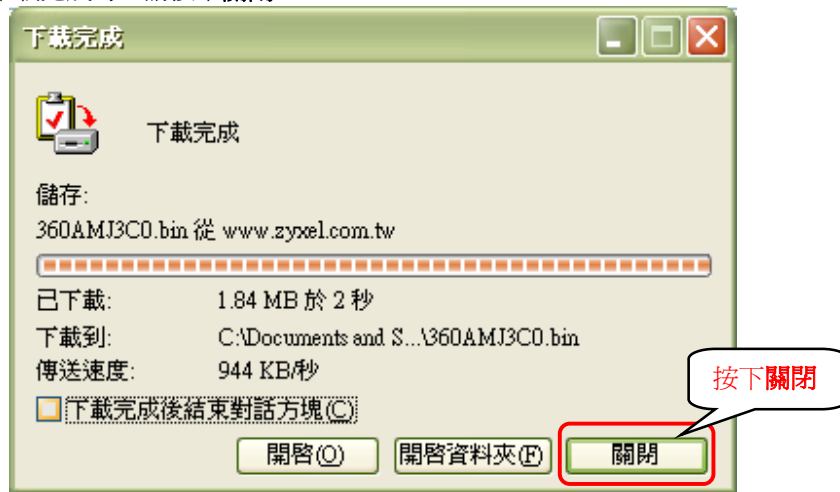 下載完成
下載完成
儲存:
360AMJ3C0.bin 從 www.zyxel.com.tw
已下載: 1.84 MB 於 2 秒
下載到: C:\Documents and S...\360AMJ3C0.bin
傳送速度: 944 KB/秒
按下關閉
下載完成後結束對話方塊(C)
開啓(O) 開啓資料夾(F) 關閉